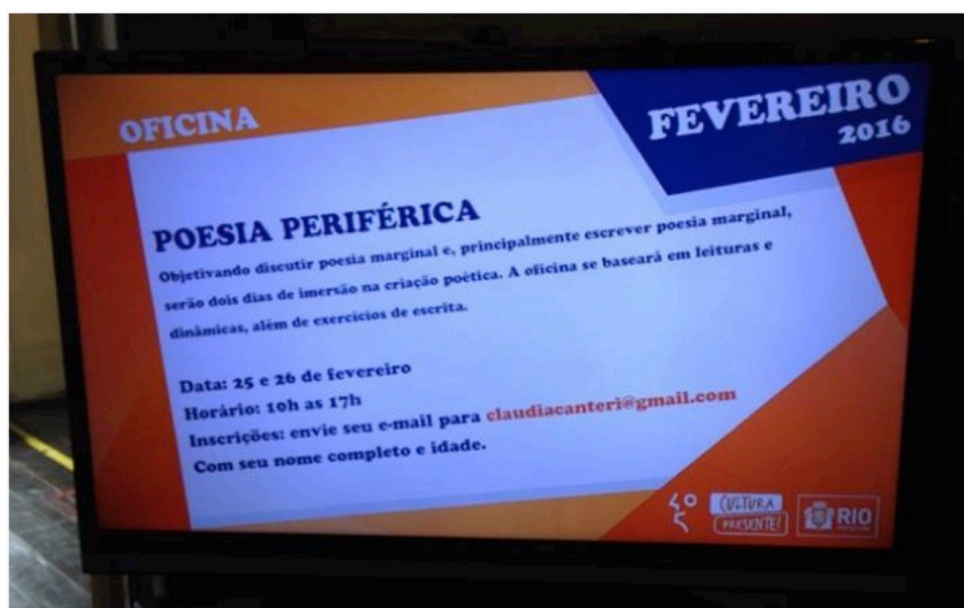 OFICINA
FEVEREIRO
2016
POESIA PERIFÉRICA
Objetivando discutir poesia marginal e, principalmente escrever poesia marginal,
serão dois dias de imersão na criação poètica. A oficina se baseará em leituras e
dinâmicas, além de exercícios de escrita.
Data: 25 e 26 de fevereiro
Horário: 10h as 17h
Inscrições: envie seu e-mail para claudiacanteri@gmail.com
Com seu nome completo e idade.
CULTURA
PRESENTE!
RIO